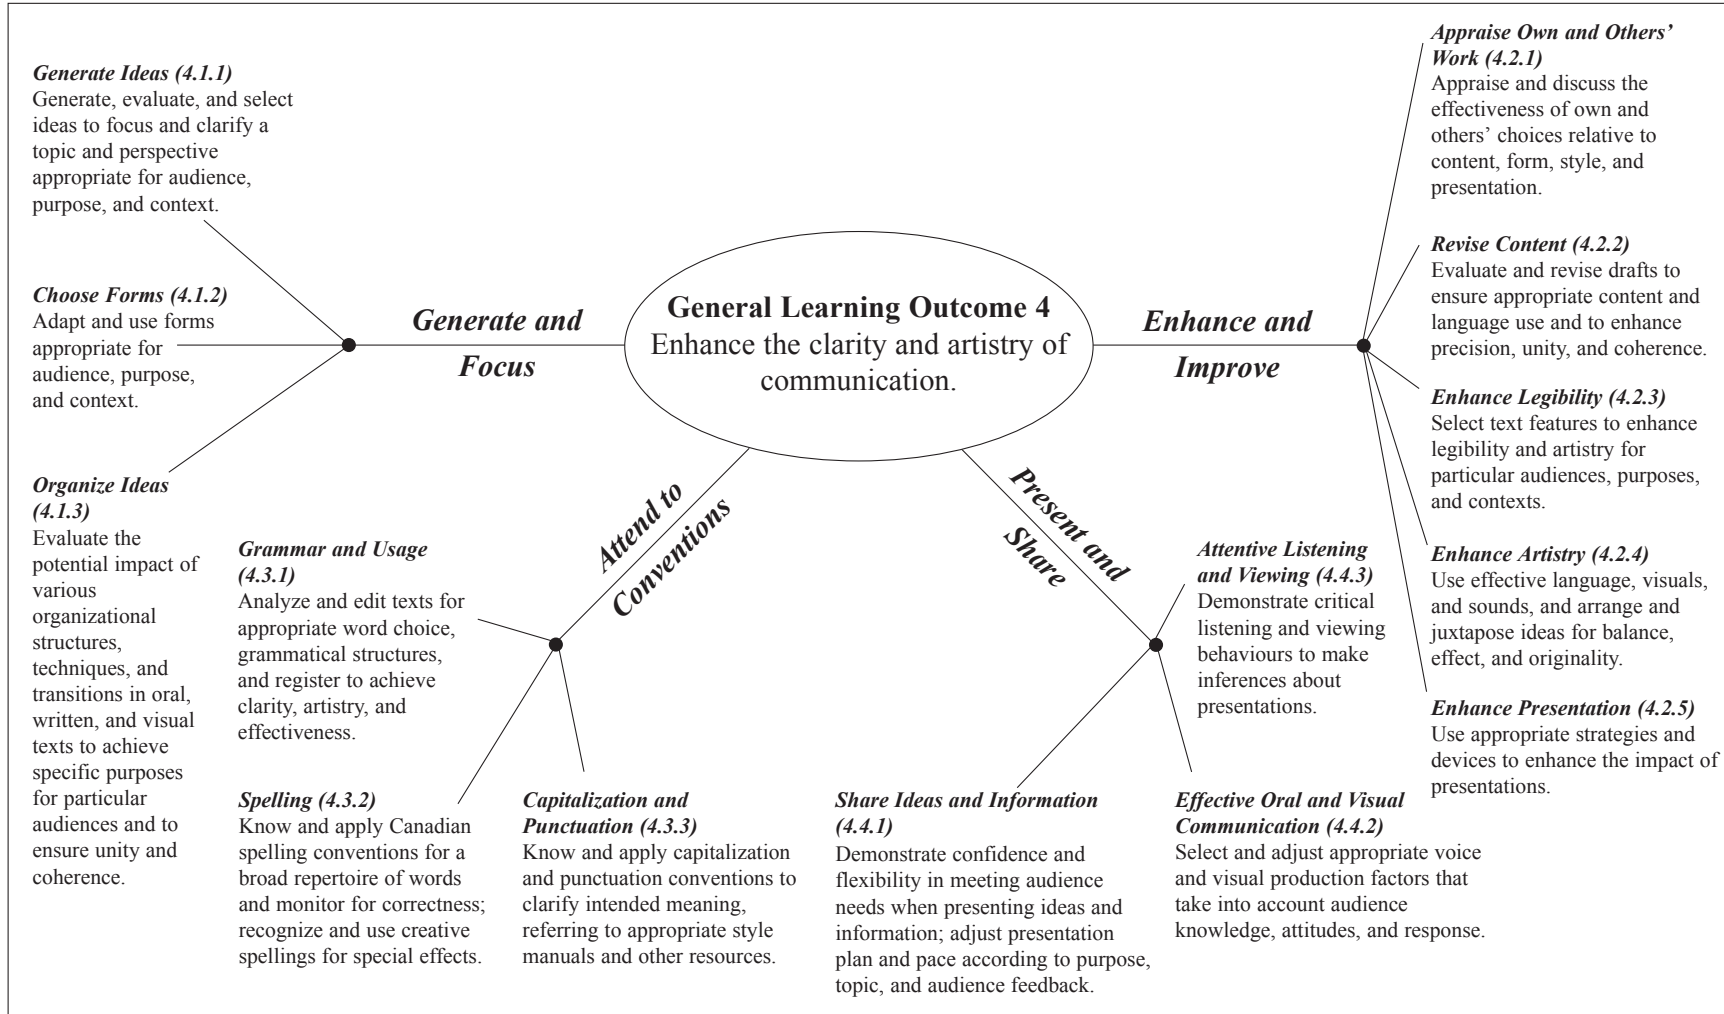 Generate Ideas (4.1.1)
Generate, evaluate, and select
ideas to focus and clarify a
topic and perspective
appropriate for audience,
purpose, and context.
Choose Forms (4.1.2)
Adapt and use forms
appropriate for
audience, purpose,
and context.
Organize Ideas
(4.1.3)
Evaluate the
potential impact of
various
organizational
structures,
techniques, and
transitions in oral,
written, and visual
texts to achieve
specific purposes
for particular
audiences and to
ensure unity and
coherence.
Generate and
Focus
General Learning Outcome 4
Enhance the clarity and artistry of
communication.
Enhance and
Improve
Attend to
Conventions
Present and
Share
Grammar and Usage
(4.3.1)
Analyze and edit texts for
appropriate word choice,
grammatical structures,
and register to achieve
clarity, artistry, and
effectiveness.
Spelling (4.3.2)
Know and apply Canadian
spelling conventions for a
broad repertoire of words
and monitor for correctness;
recognize and use creative
spellings for special effects.
Capitalization and
Punctuation (4.3.3)
Know and apply capitalization
and punctuation conventions to
clarify intended meaning,
referring to appropriate style
manuals and other resources.
Share Ideas and Information
(4.4.1)
Demonstrate confidence and
flexibility in meeting audience
needs when presenting ideas and
information; adjust presentation
plan and pace according to purpose,
topic, and audience feedback.
Effective Oral and Visual
Communication (4.4.2)
Select and adjust appropriate voice
and visual production factors that
take into account audience
knowledge, attitudes, and response.
Attentive Listening
and Viewing (4.4.3)
Demonstrate critical
listening and viewing
behaviours to make
inferences about
presentations.
Appraise Own and Others’
Work (4.2.1)
Appraise and discuss the
effectiveness of own and
others’ choices relative to
content, form, style, and
presentation.
Revise Content (4.2.2)
Evaluate and revise drafts to
ensure appropriate content and
language use and to enhance
precision, unity, and coherence.
Enhance Legibility (4.2.3)
Select text features to enhance
legibility and artistry for
particular audiences, purposes,
and contexts.
Enhance Artistry (4.2.4)
Use effective language, visuals,
and sounds, and arrange and
juxtapose ideas for balance,
effect, and originality.
Enhance Presentation (4.2.5)
Use appropriate strategies and
devices to enhance the impact of
presentations.